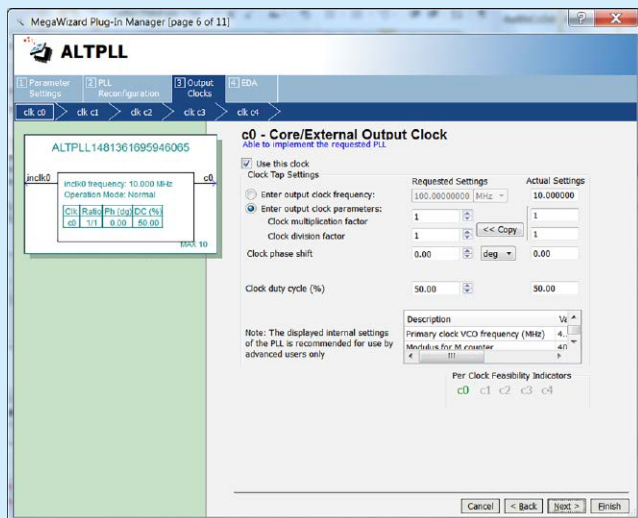 MegaWizard Plug-In Manager [page 6 of 11]
ALTPLL
1 Parameter Settings
2 PLL Reconfiguration
3 Output Clocks
4 EDA
clk c0 clk c1 clk c2 clk c3 clk c4
ALTPLL1481361695946065
inclk0
c0
inclk0 frequency: 10.000 MHz
Operation Mode: Normal
Clk Ratio Ph (dg) DC (%)
c0 1/1 0.00 50.00
MAX 10
c0 - Core/External Output Clock
Able to implement the requested PLL
Use this clock
Clock Tap Settings
Requested Settings Actual Settings
Enter output clock frequency: 100.00000000 MHz 10.000000
Enter output clock parameters:
Clock multiplication factor 1 1
<< Copy
Clock division factor 1 1
Clock phase shift 0.00 deg 0.00
Clock duty cycle (%) 50.00 50.00
Description
Primary clock VCO frequency (MHz) 4..
Modulus for M counter 40
Note: The displayed internal settings
of the PLL is recommended for use by
advanced users only
Per Clock Feasibility Indicators
c0 c1 c2 c3 c4
Cancel < Back Next > Finish